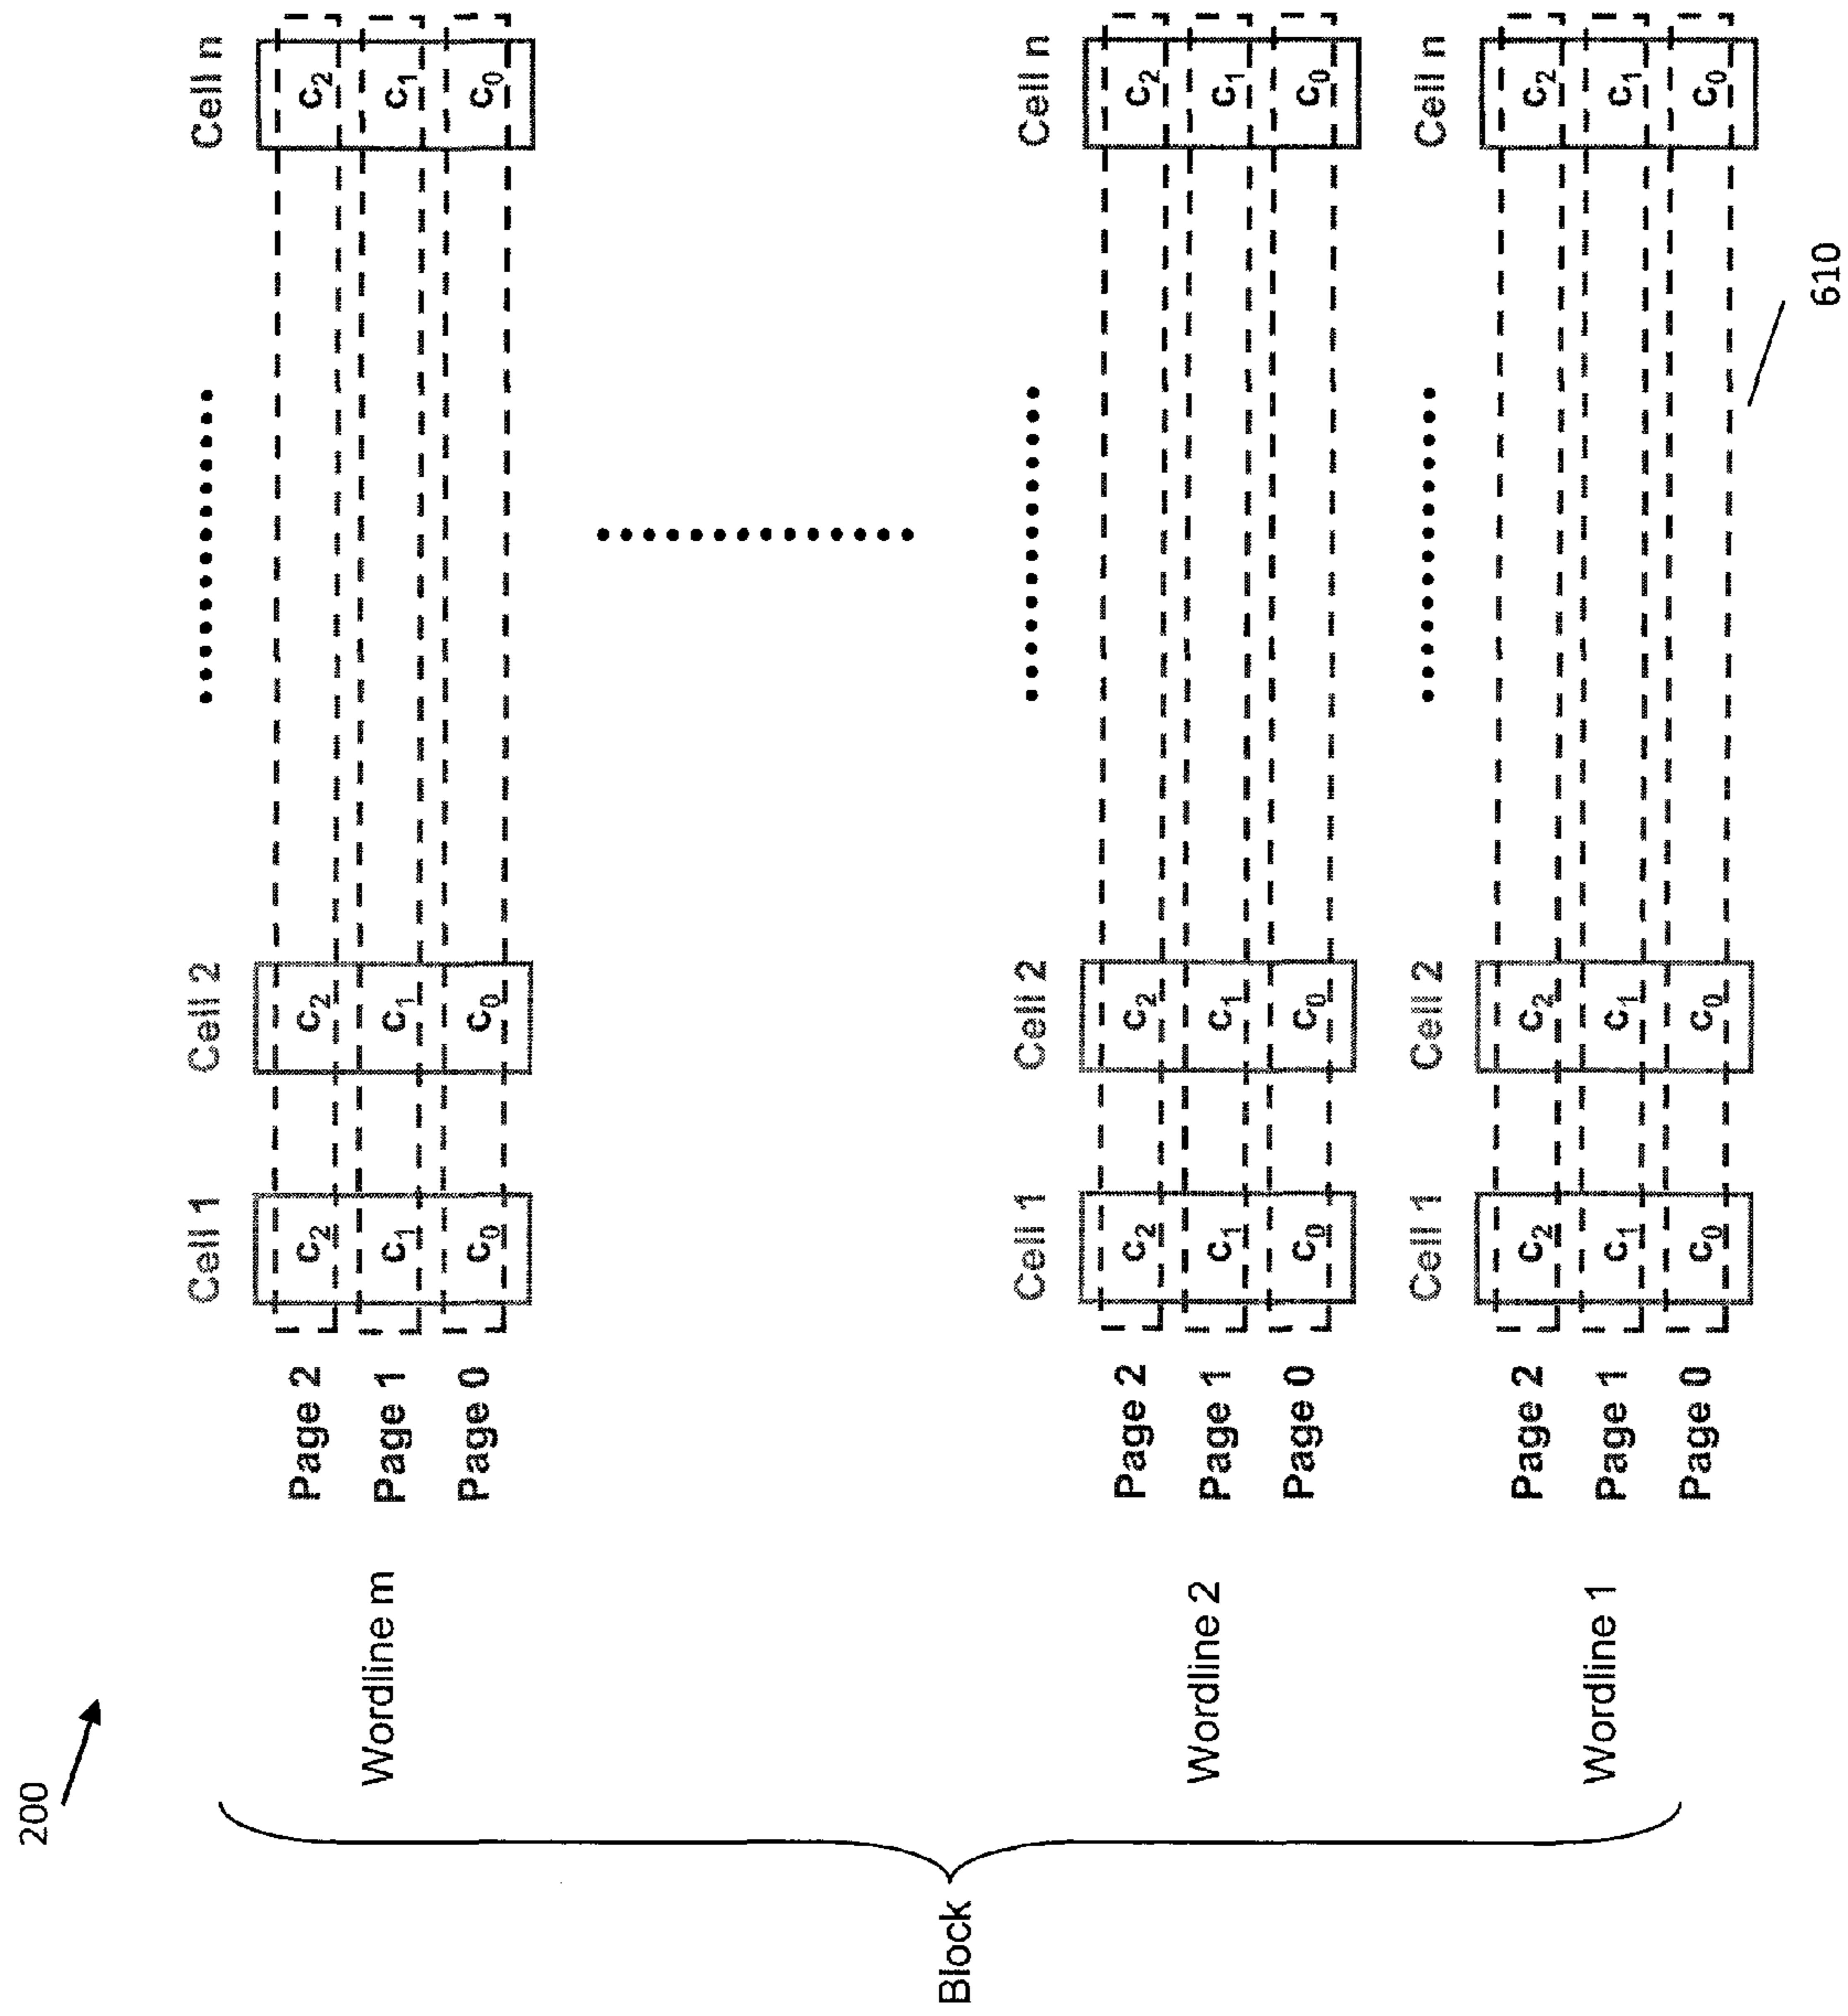 200
Block
Wordline m
Cell 1 Cell 2 Cell n
Page 2 c2 c2 c2
Page 1 c1 c1 c1
Page 0 c0 c0 c0
Wordline 2
Cell 1 Cell 2 Cell n
Page 2 c2 c2 c2
Page 1 c1 c1 c1
Page 0 c0 c0 c0
Wordline 1
Cell 1 Cell 2 Cell n
Page 2 c2 c2 c2
Page 1 c1 c1 c1
Page 0 c0 c0 c0
610